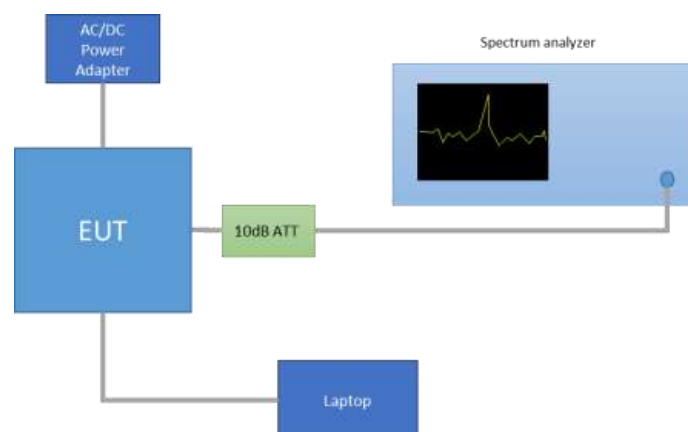 AC/DC
Power
Adapter
Spectrum analyzer
EUT
10dB ATT
Laptop